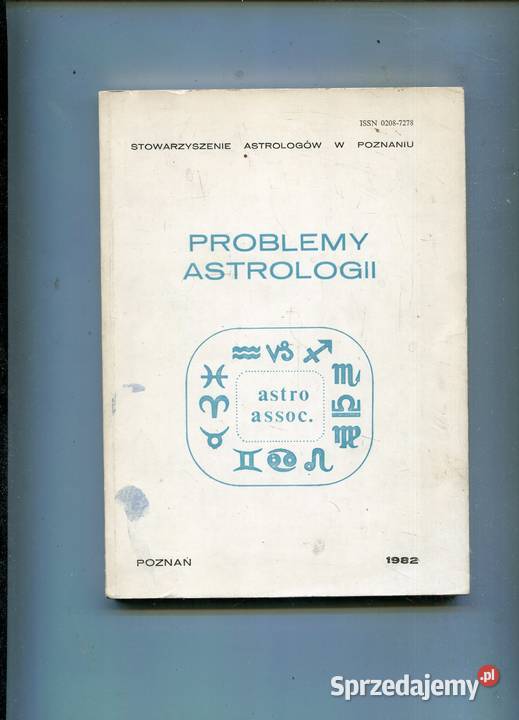 ISSN 0208-7278
STOWARZYSZENIE ASTROLOGÓW W POZNANIU
PROBLEMY
ASTROLOGII
astro
assoc.
POZNAŃ 1982
Sprzedajemy.pl